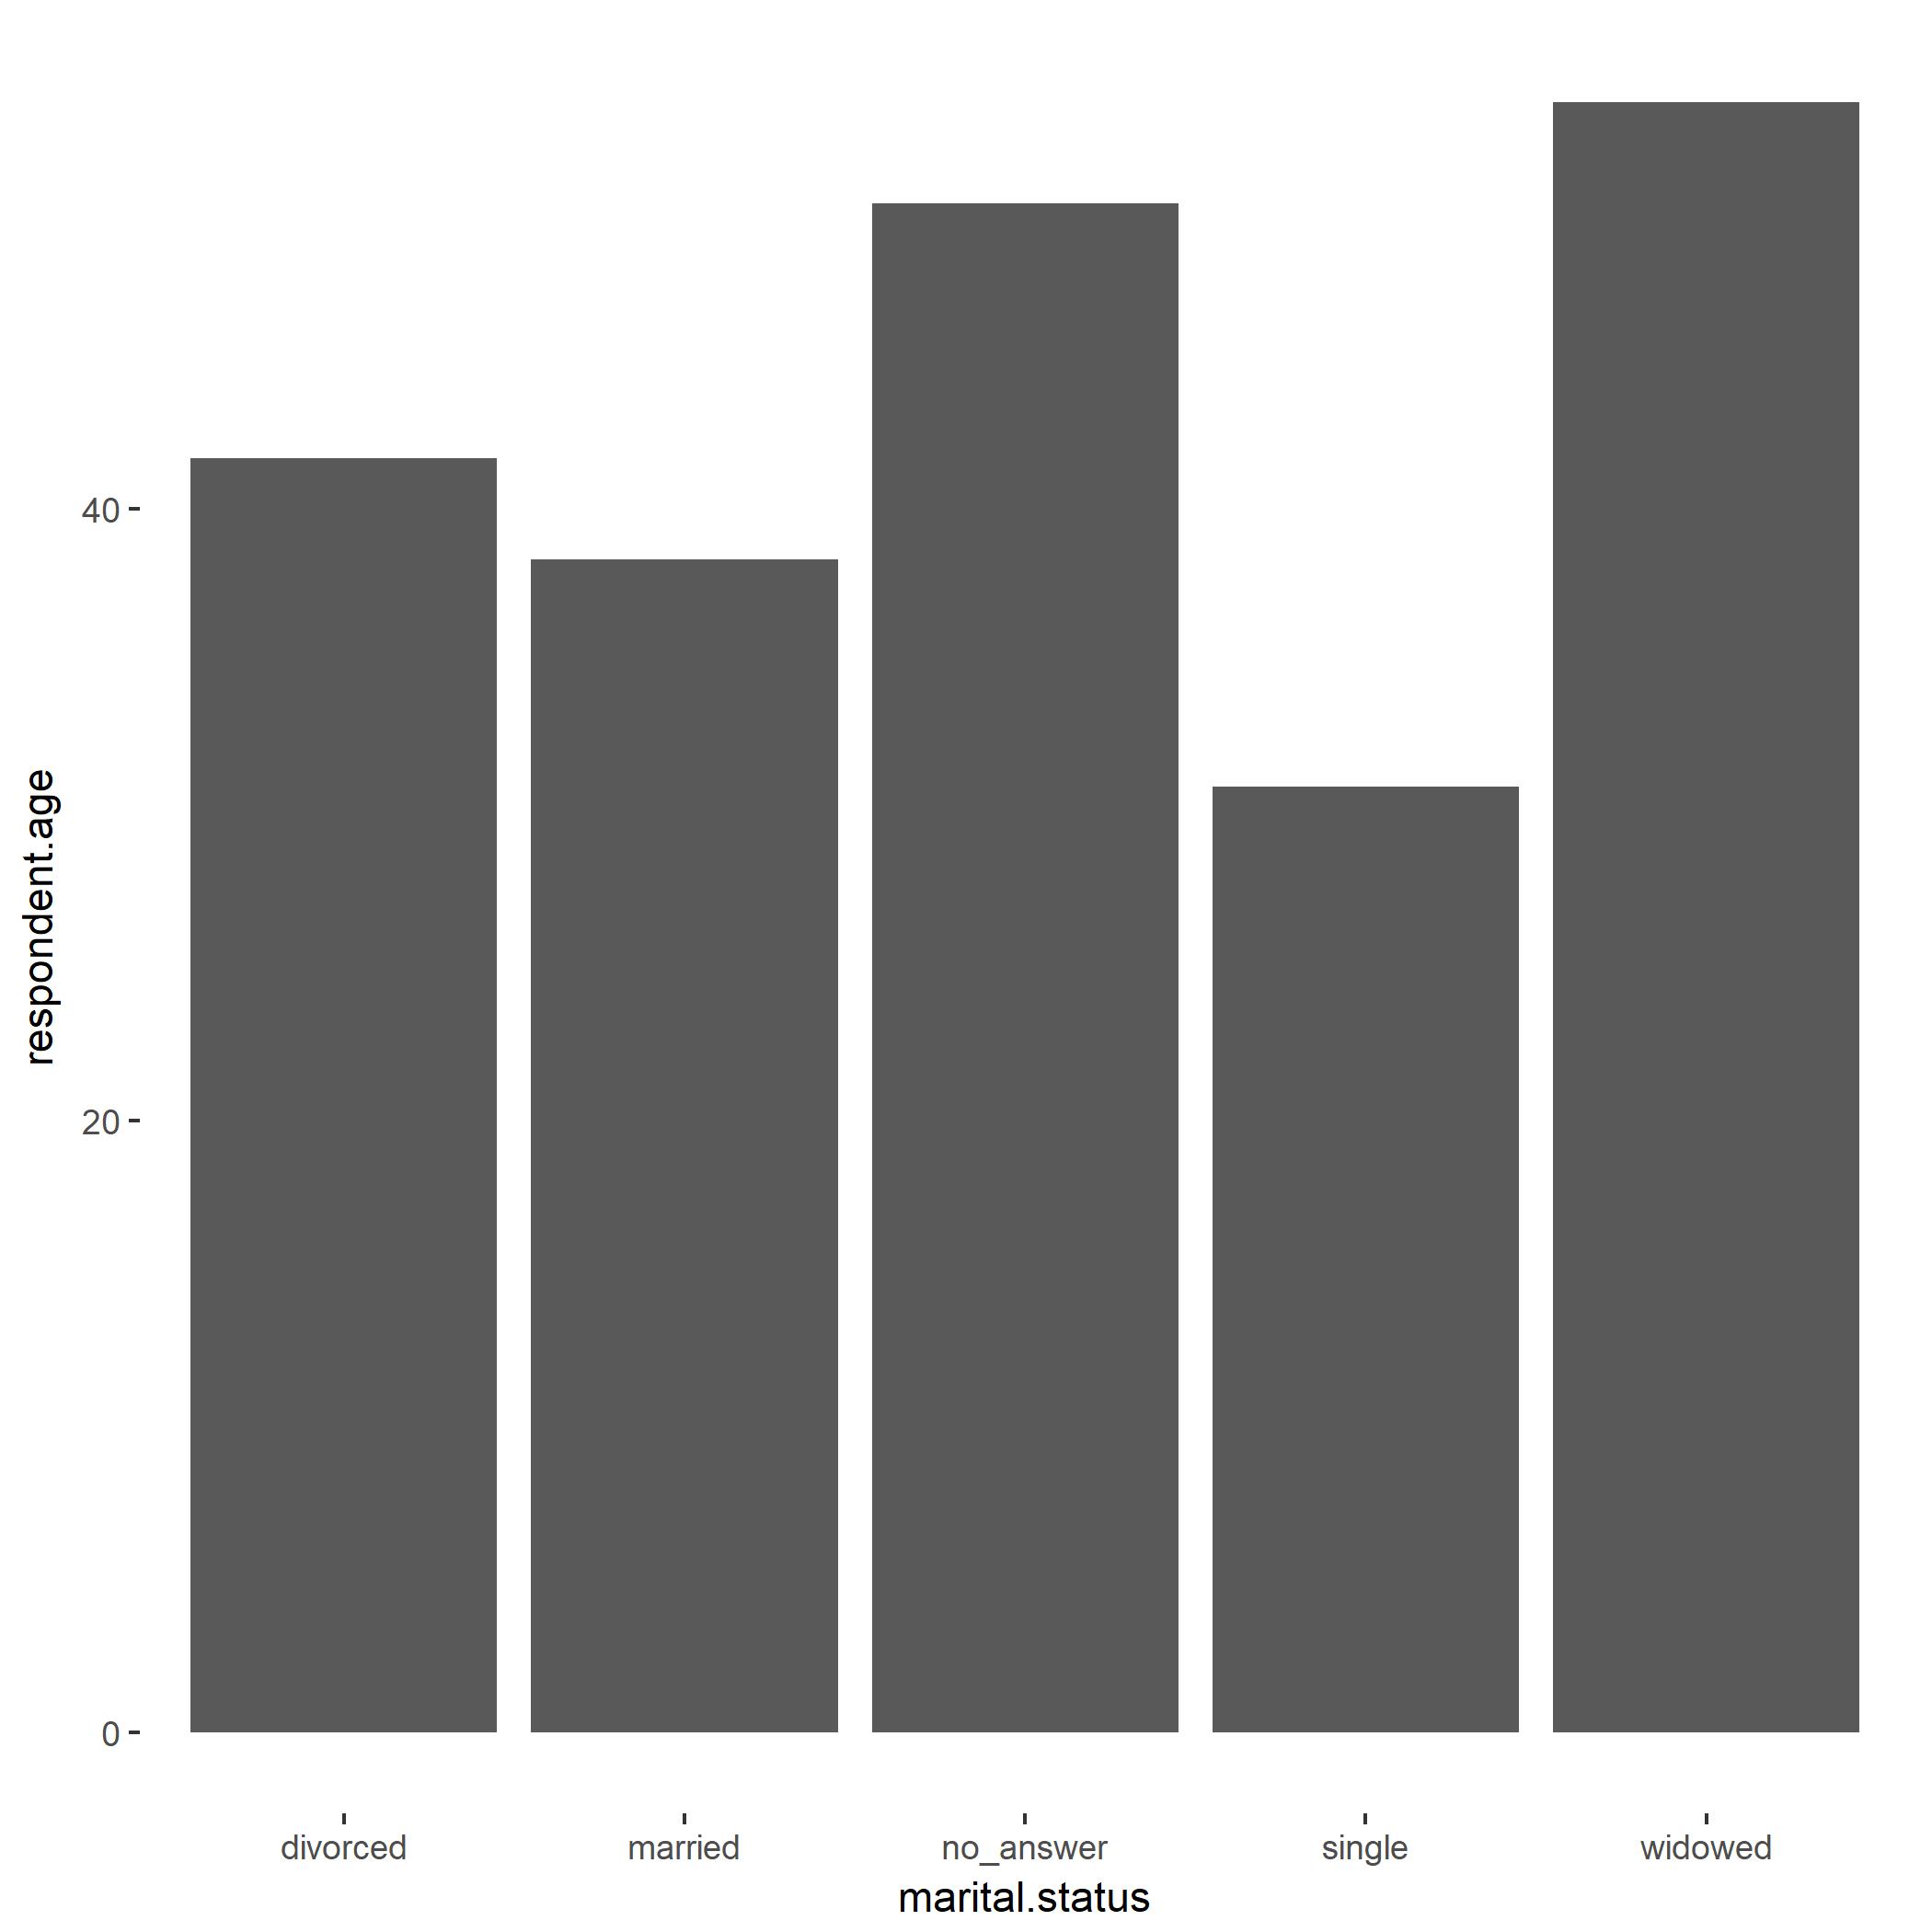 respondent.age
40
20
0
divorced married no_answer single widowed
marital.status